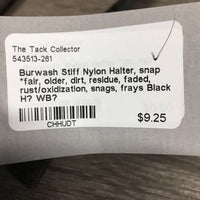 The Tack Collector
543513-261
Burwash Stiff Nylon Halter, snap
*fair, older, dirt, residue, faded,
rust/oxidization, snags, frays Black
H? WB?
CHHUDT
$9.25